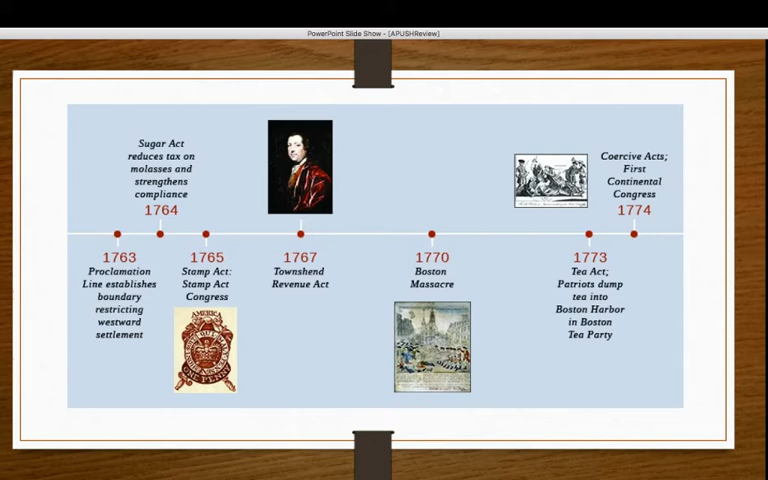 PowerPoint Slide Show - [APUSHReview]
Sugar Act
reduces tax on
molasses and
strengthens
compliance
1764
Coercive Acts;
First
Continental
Congress
1774
1763
Proclamation
Line establishes
boundary
restricting
westward
settlement
1765
Stamp Act:
Stamp Act
Congress
AMERICA
ONE PENNY
1767
Townshend
Revenue Act
1770
Boston
Massacre
1773
Tea Act;
Patriots dump
tea into
Boston Harbor
in Boston
Tea Party